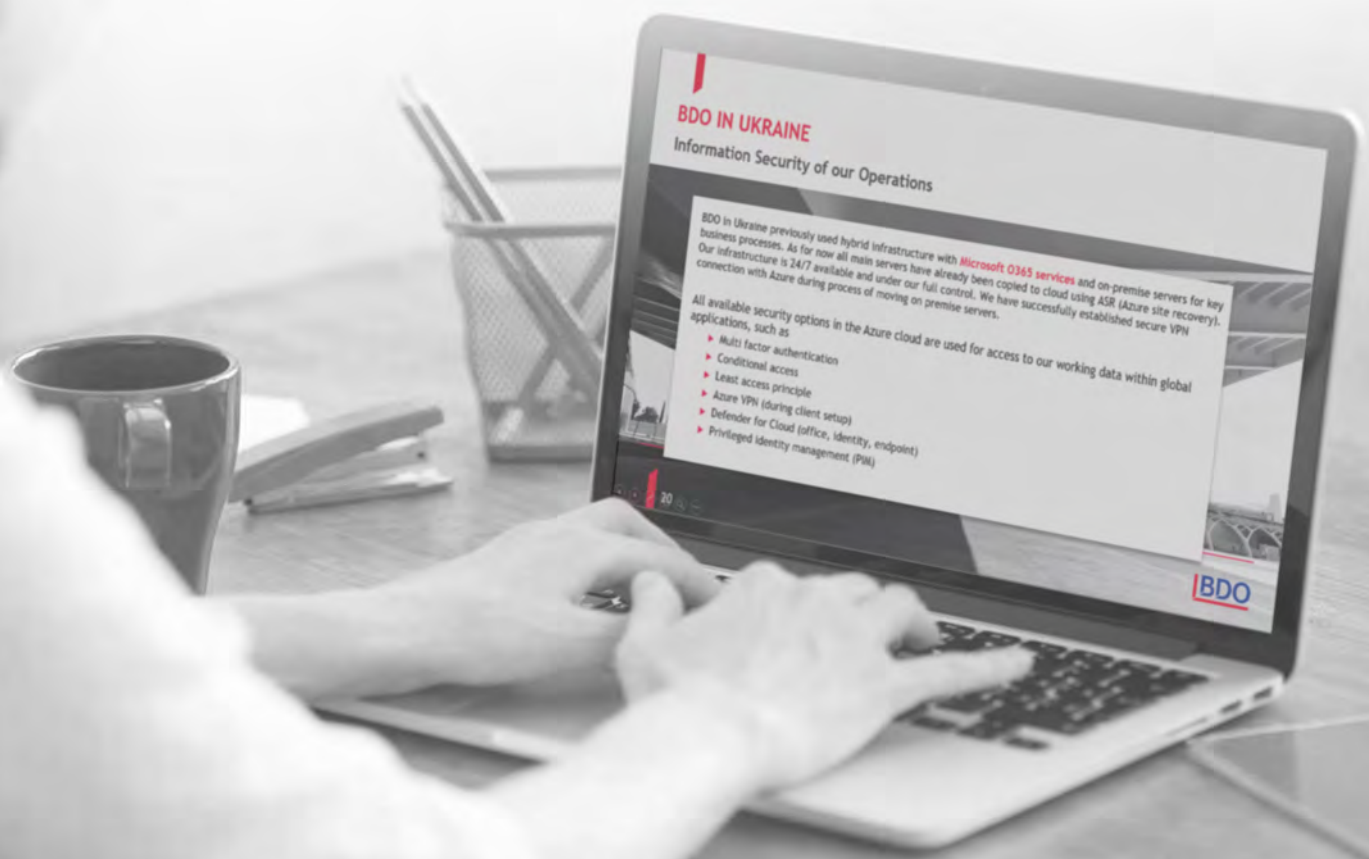 BDO IN UKRAINE
Information Security of our Operations
BDO in Ukraine previously used hybrid infrastructure with Microsoft O365 services and on-premise servers for key
business processes. As for now all main servers have already been copied to cloud using ASR (Azure site recovery).
Our infrastructure is 24/7 available and under our full control. We have successfully established secure VPN
connection with Azure during process of moving on premise servers.
All available security options in the Azure cloud are used for access to our working data within global
applications, such as
Multi factor authentication
Conditional access
Least access principle
Azure VPN (during client setup)
Defender for Cloud (office, identity, endpoint)
Privileged identity management (PIM)
20
BDO